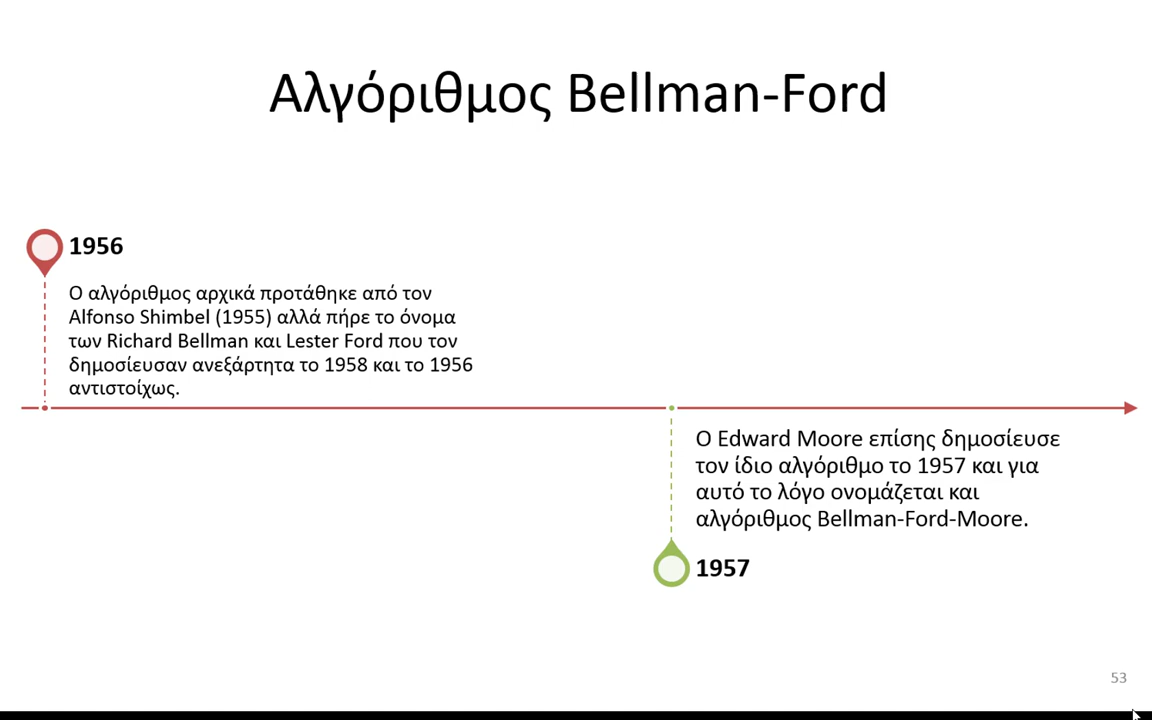 Αλγόριθμος Bellman-Ford
1956
Ο αλγόριθμος αρχικά προτάθηκε από τον
Alfonso Shimbel (1955) αλλά πήρε το όνομα
των Richard Bellman και Lester Ford που τον
δημοσίευσαν ανεξάρτητα το 1958 και το 1956
αντιστοίχως.
Ο Edward Moore επίσης δημοσίευσε
τον ίδιο αλγόριθμο το 1957 και για
αυτό το λόγο ονομάζεται και
αλγόριθμος Bellman-Ford-Moore.
1957
53